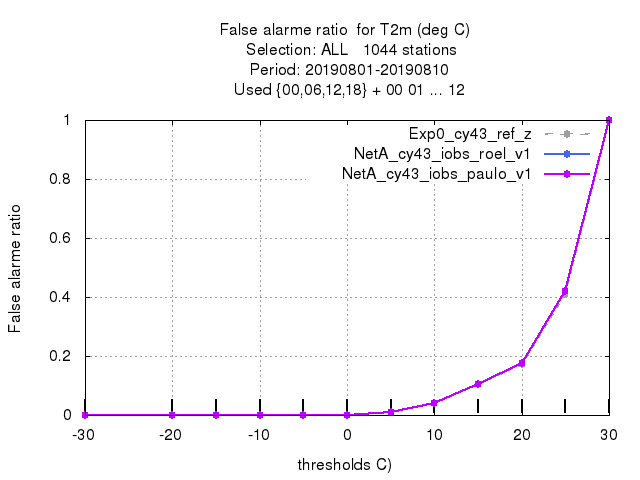 False alarme ratio  for T2m (deg C)
Selection: ALL   1044 stations
Period: 20190801-20190810
Used {00,06,12,18} + 00 01 ... 12
Exp0_cy43_ref_z
NetA_cy43_iobs_roel_v1
NetA_cy43_iobs_paulo_v1
False alarme ratio
1
0.8
0.6
0.4
0.2
0
-30 -20 -10 0 10 20 30
thresholds C)